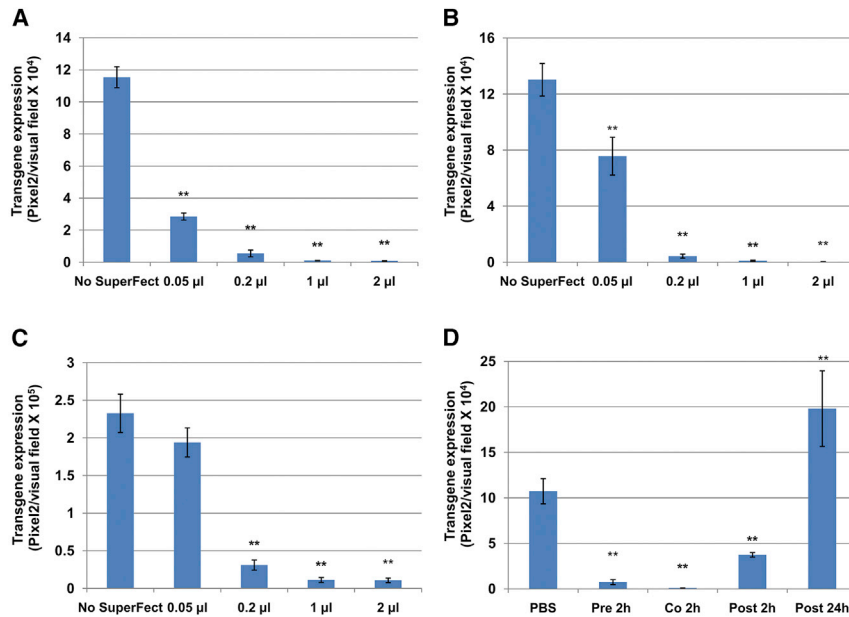 A
Transgene expression
(Pixel2/visual field X 10⁴)
14
12
10
8
6
4
2
0
**
**
**
**
No SuperFect 0.05 µl 0.2 µl 1 µl 2 µl
B
Transgene expression
(Pixel2/visual field X 10⁴)
16
14
12
10
8
6
4
2
0
**
**
**
**
No SuperFect 0.05 µl 0.2 µl 1 µl 2 µl
C
Transgene expression
(Pixel2/visual field X 10⁵)
3
2.5
2
1.5
1
0.5
0
**
**
**
No SuperFect 0.05 µl 0.2 µl 1 µl 2 µl
D
Transgene expression
(Pixel2/visual field X 10⁴)
25
20
15
10
5
0
**
**
**
**
PBS Pre 2h Co 2h Post 2h Post 24h